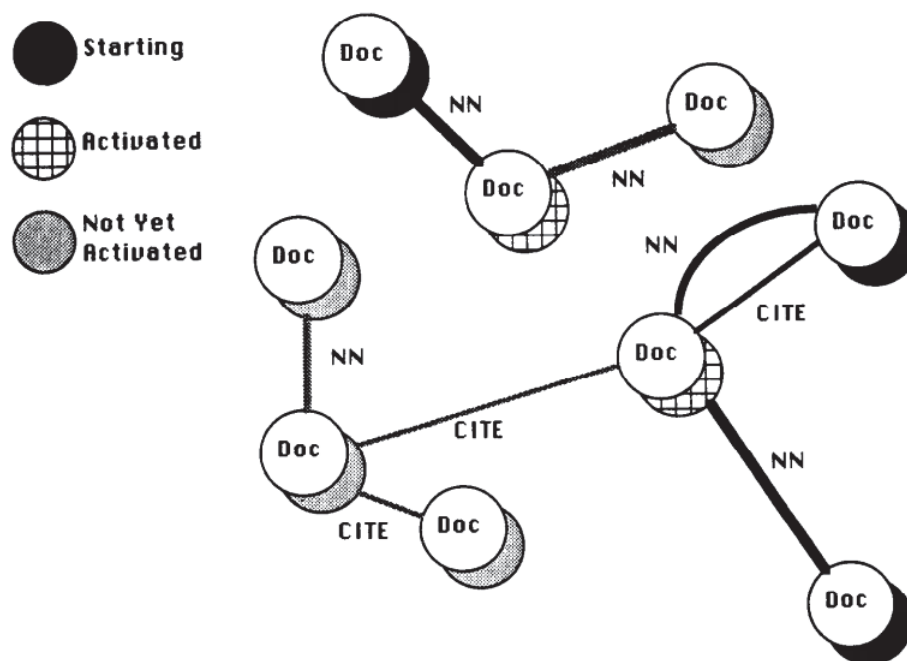 Starting
Activated
Not Yet
Activated
Doc
NN
Doc
NN
Doc
Doc
NN
CITE
Doc
Doc
NN
Doc
CITE
Doc
CITE
Doc
NN
Doc